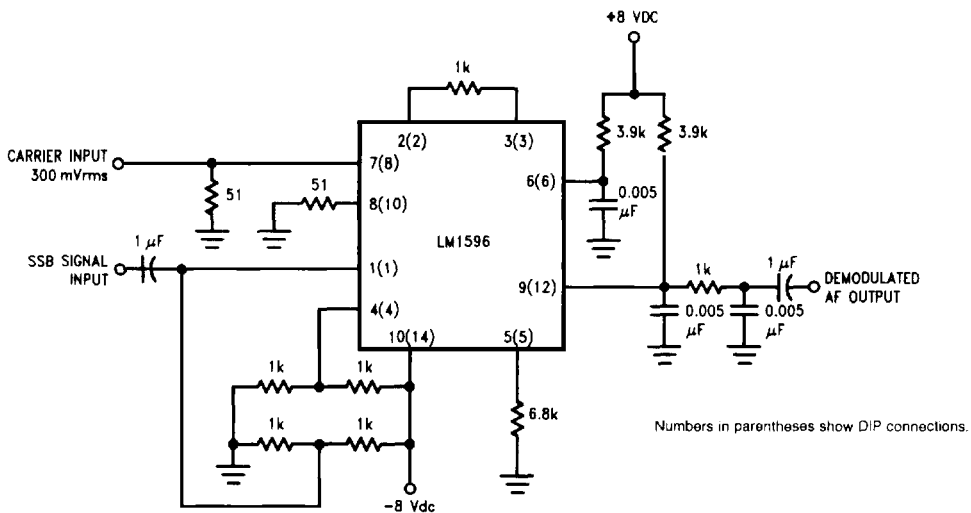 +8 VDC
1k
2(2)
3(3)
3.9k
3.9k
CARRIER INPUT
300 mVrms
7(8)
6(6)
51
51
8(10)
0.005
μF
LM1596
1 μF
SSB SIGNAL
INPUT
1(1)
9(12)
1k
1 μF
DEMODULATED
AF OUTPUT
4(4)
0.005
μF
0.005
μF
10(14)
5(5)
1k
1k
6.8k
1k
1k
Numbers in parentheses show DIP connections.
-8 Vdc